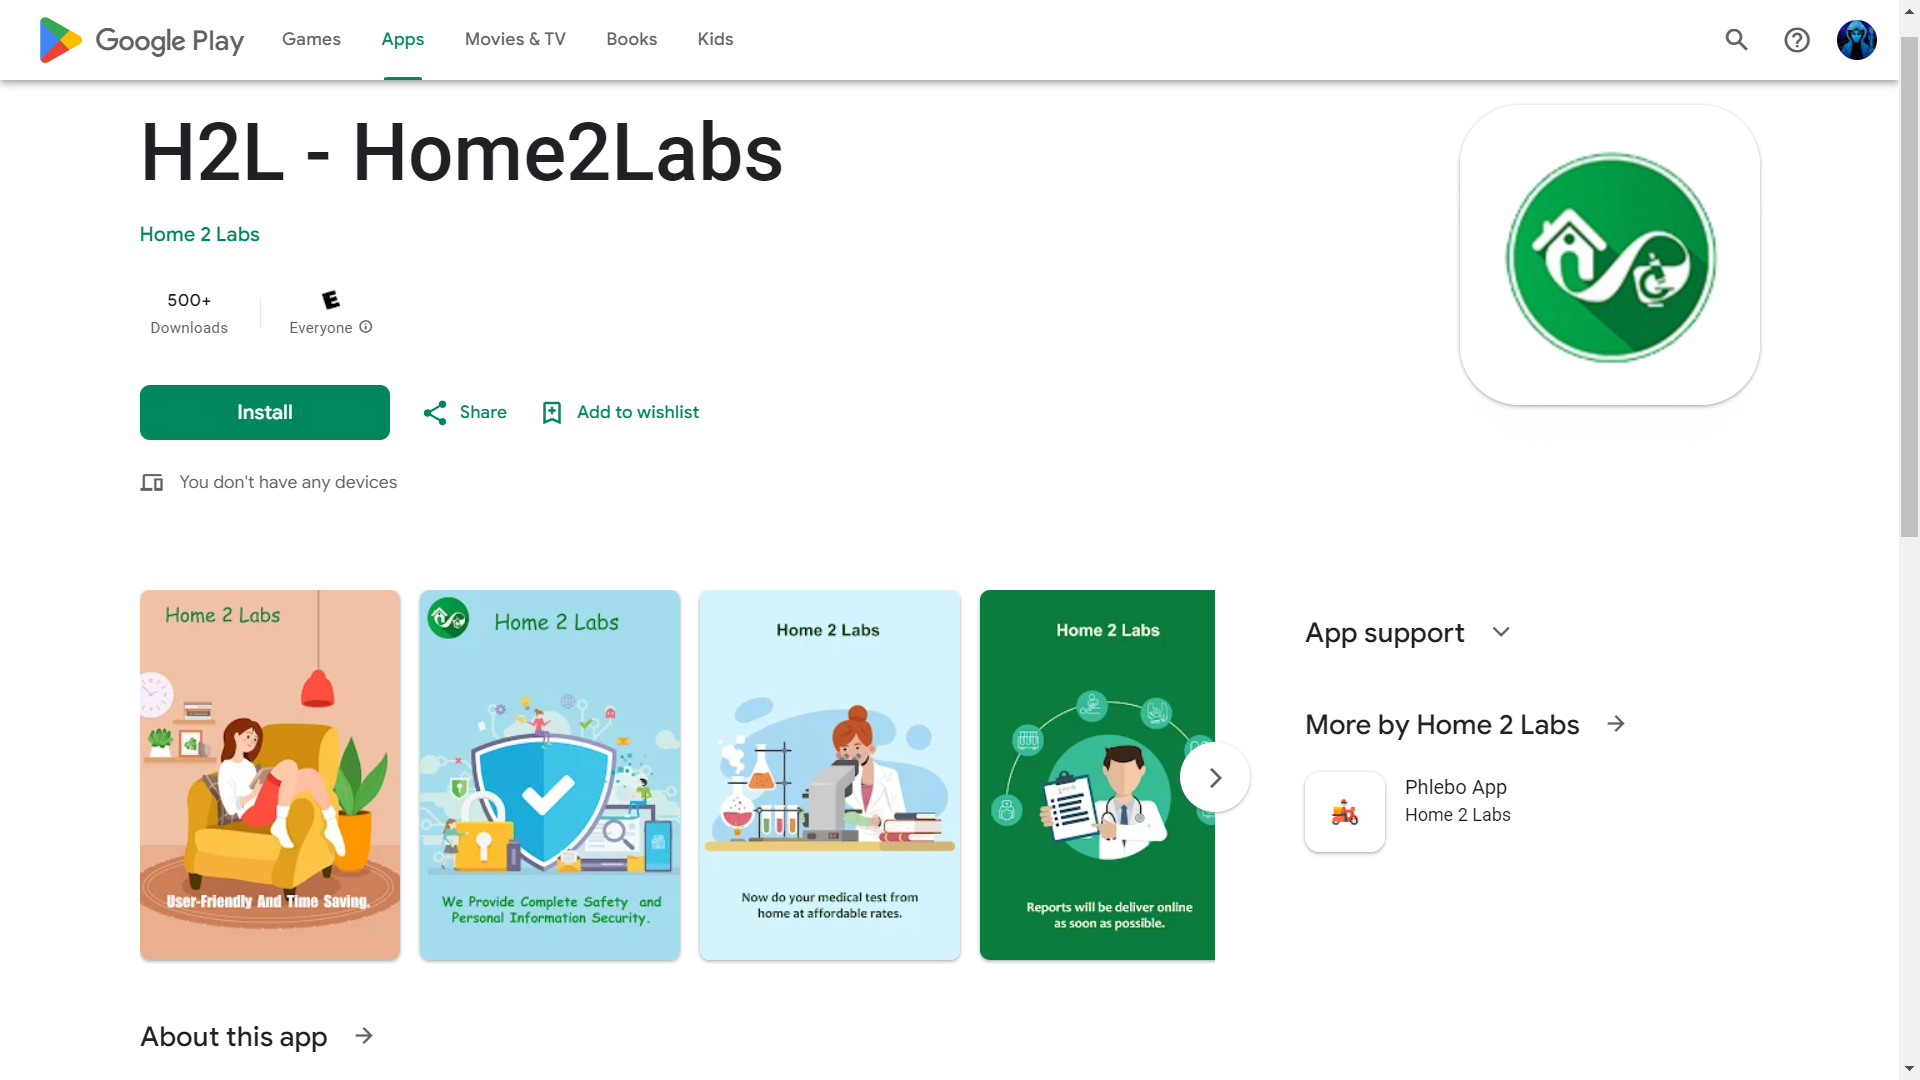 Google Play
Games
Apps
Movies & TV
Books
Kids
H2L - Home2Labs
Home 2 Labs
500+
Downloads
E
Everyone
Install
Share
Add to wishlist
You don't have any devices
Home 2 Labs
User-Friendly And Time Saving.
Home 2 Labs
We Provide Complete Safety and
Personal Information Security.
Home 2 Labs
Now do your medical test from
home at affordable rates.
Home 2 Labs
Reports will be deliver online
as soon as possible.
App support
More by Home 2 Labs
Phlebo App
Home 2 Labs
About this app